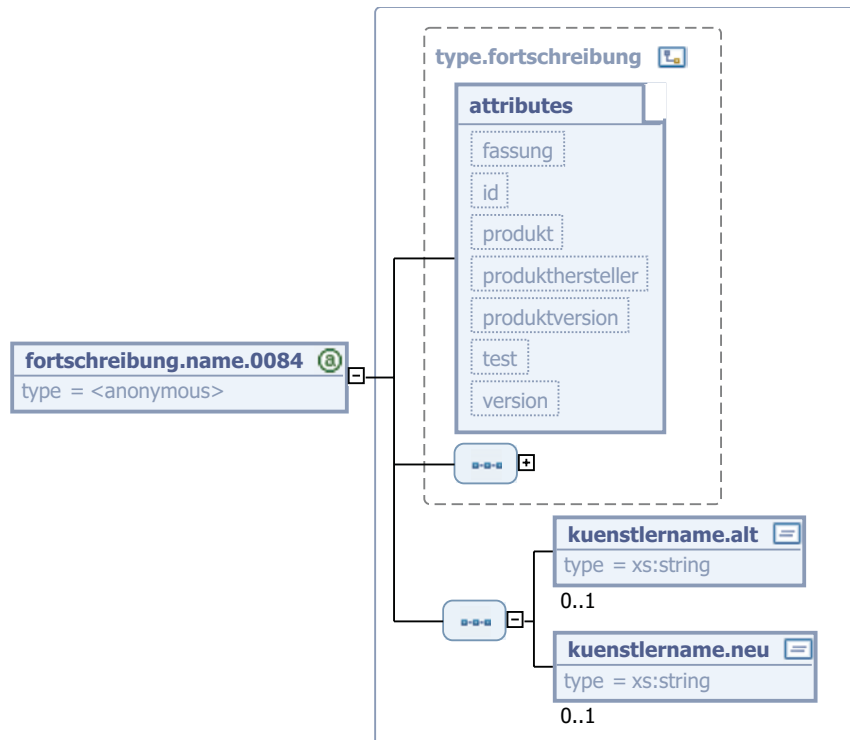 type.fortschreibung
attributes
fassung
id
produkt
produkthersteller
produktversion
test
version
fortschreibung.name.0084 a
type = <anonymous>
kuenstlername.alt
type = xs:string
0..1
kuenstlername.neu
type = xs:string
0..1